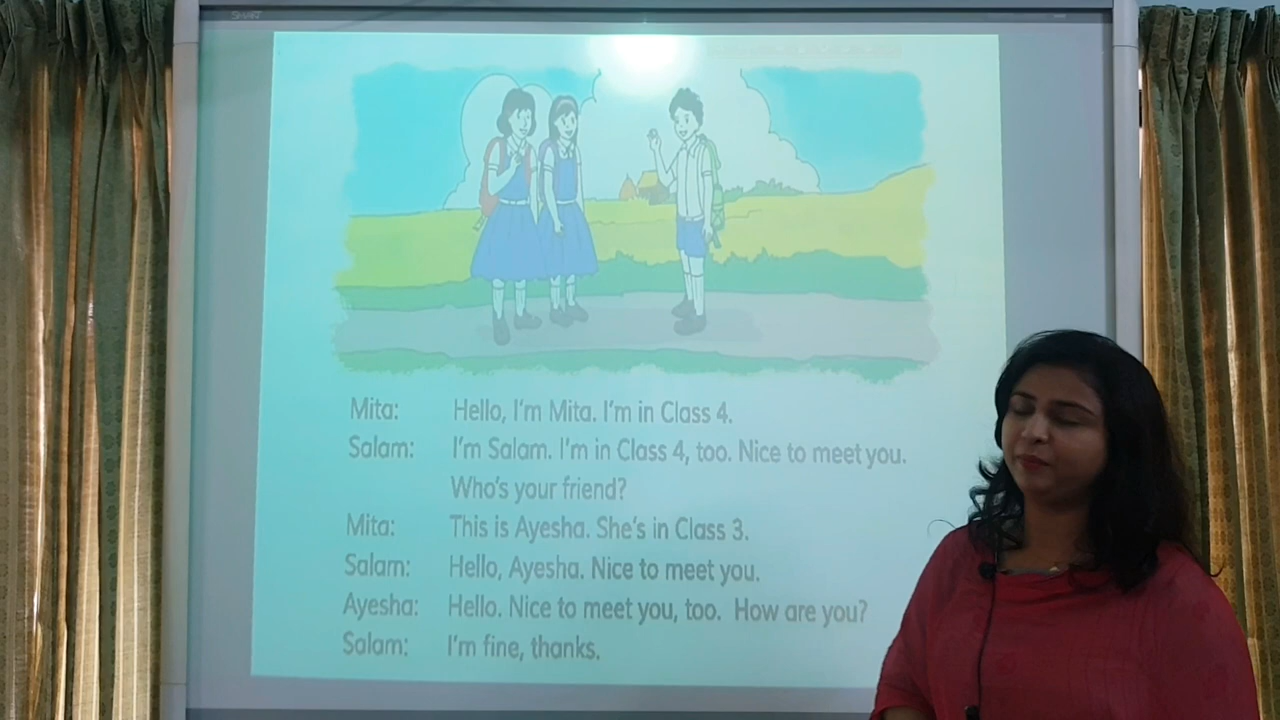 SMART
Mita: Hello, I'm Mita. I'm in Class 4.
Salam: I'm Salam. I'm in Class 4, too. Nice to meet you.
Who's your friend?
Mita: This is Ayesha. She's in Class 3.
Salam: Hello, Ayesha. Nice to meet you.
Ayesha: Hello. Nice to meet you, too. How are you?
Salam: I'm fine, thanks.